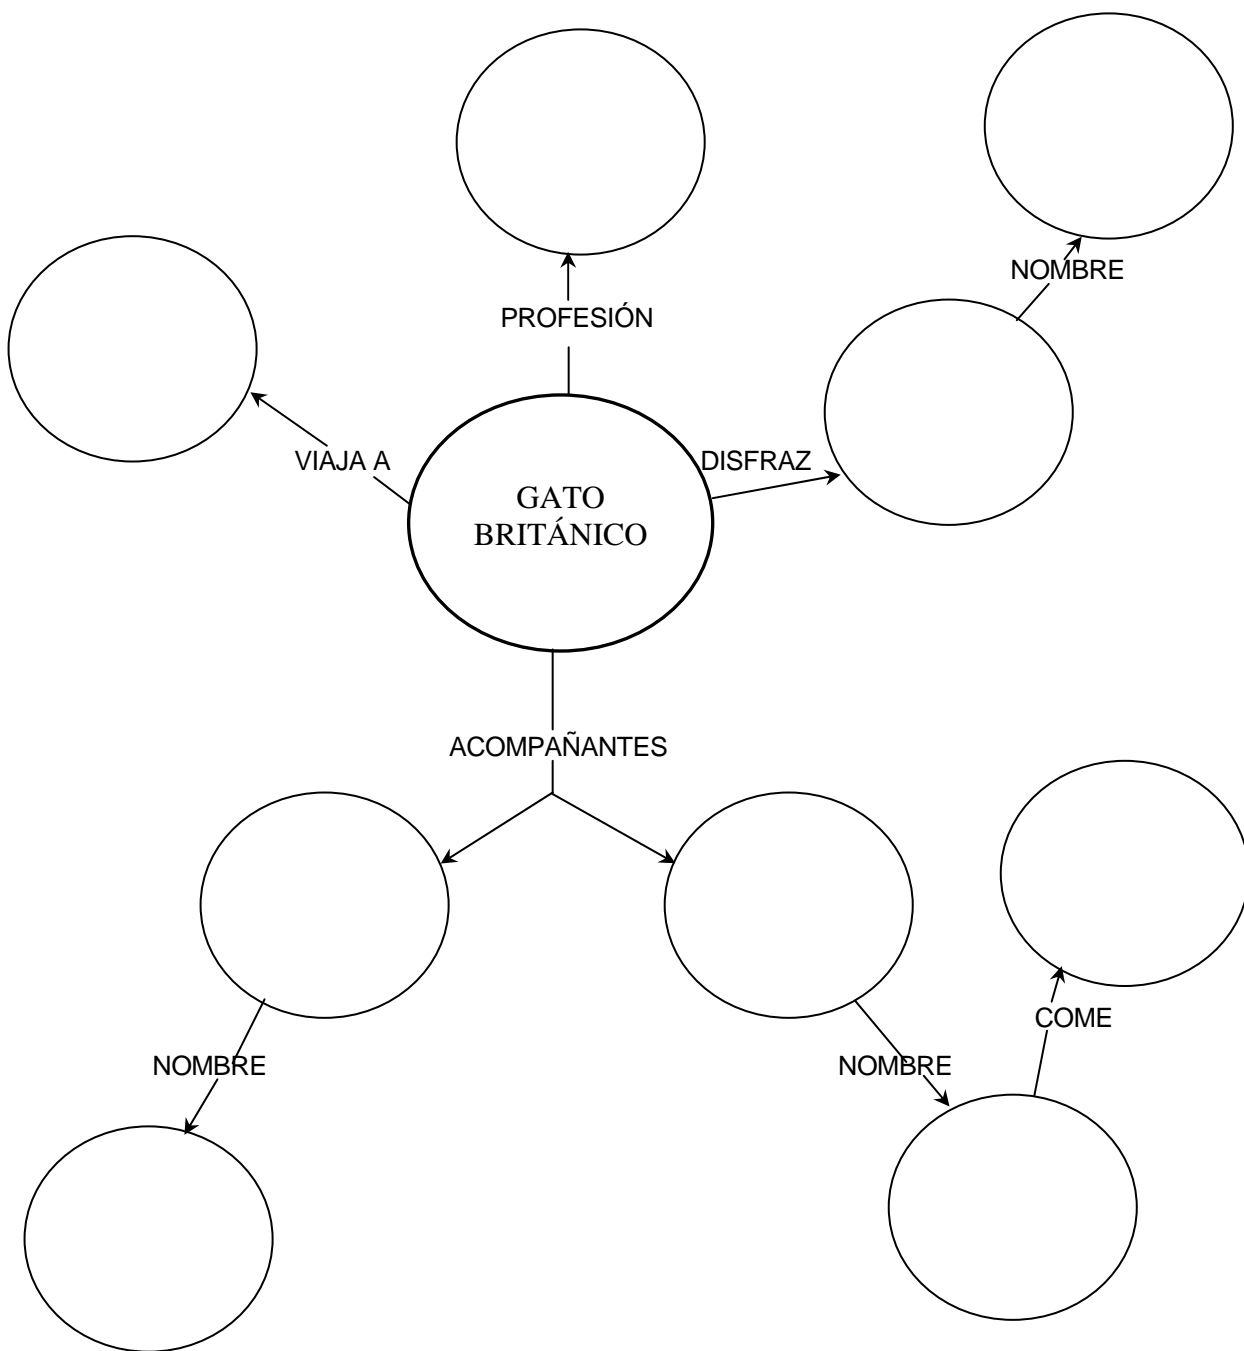 NOMBRE
PROFESIÓN
VIAJA A
DISFRAZ
GATO
BRITÁNICO
ACOMPAÑANTES
COME
NOMBRE
NOMBRE